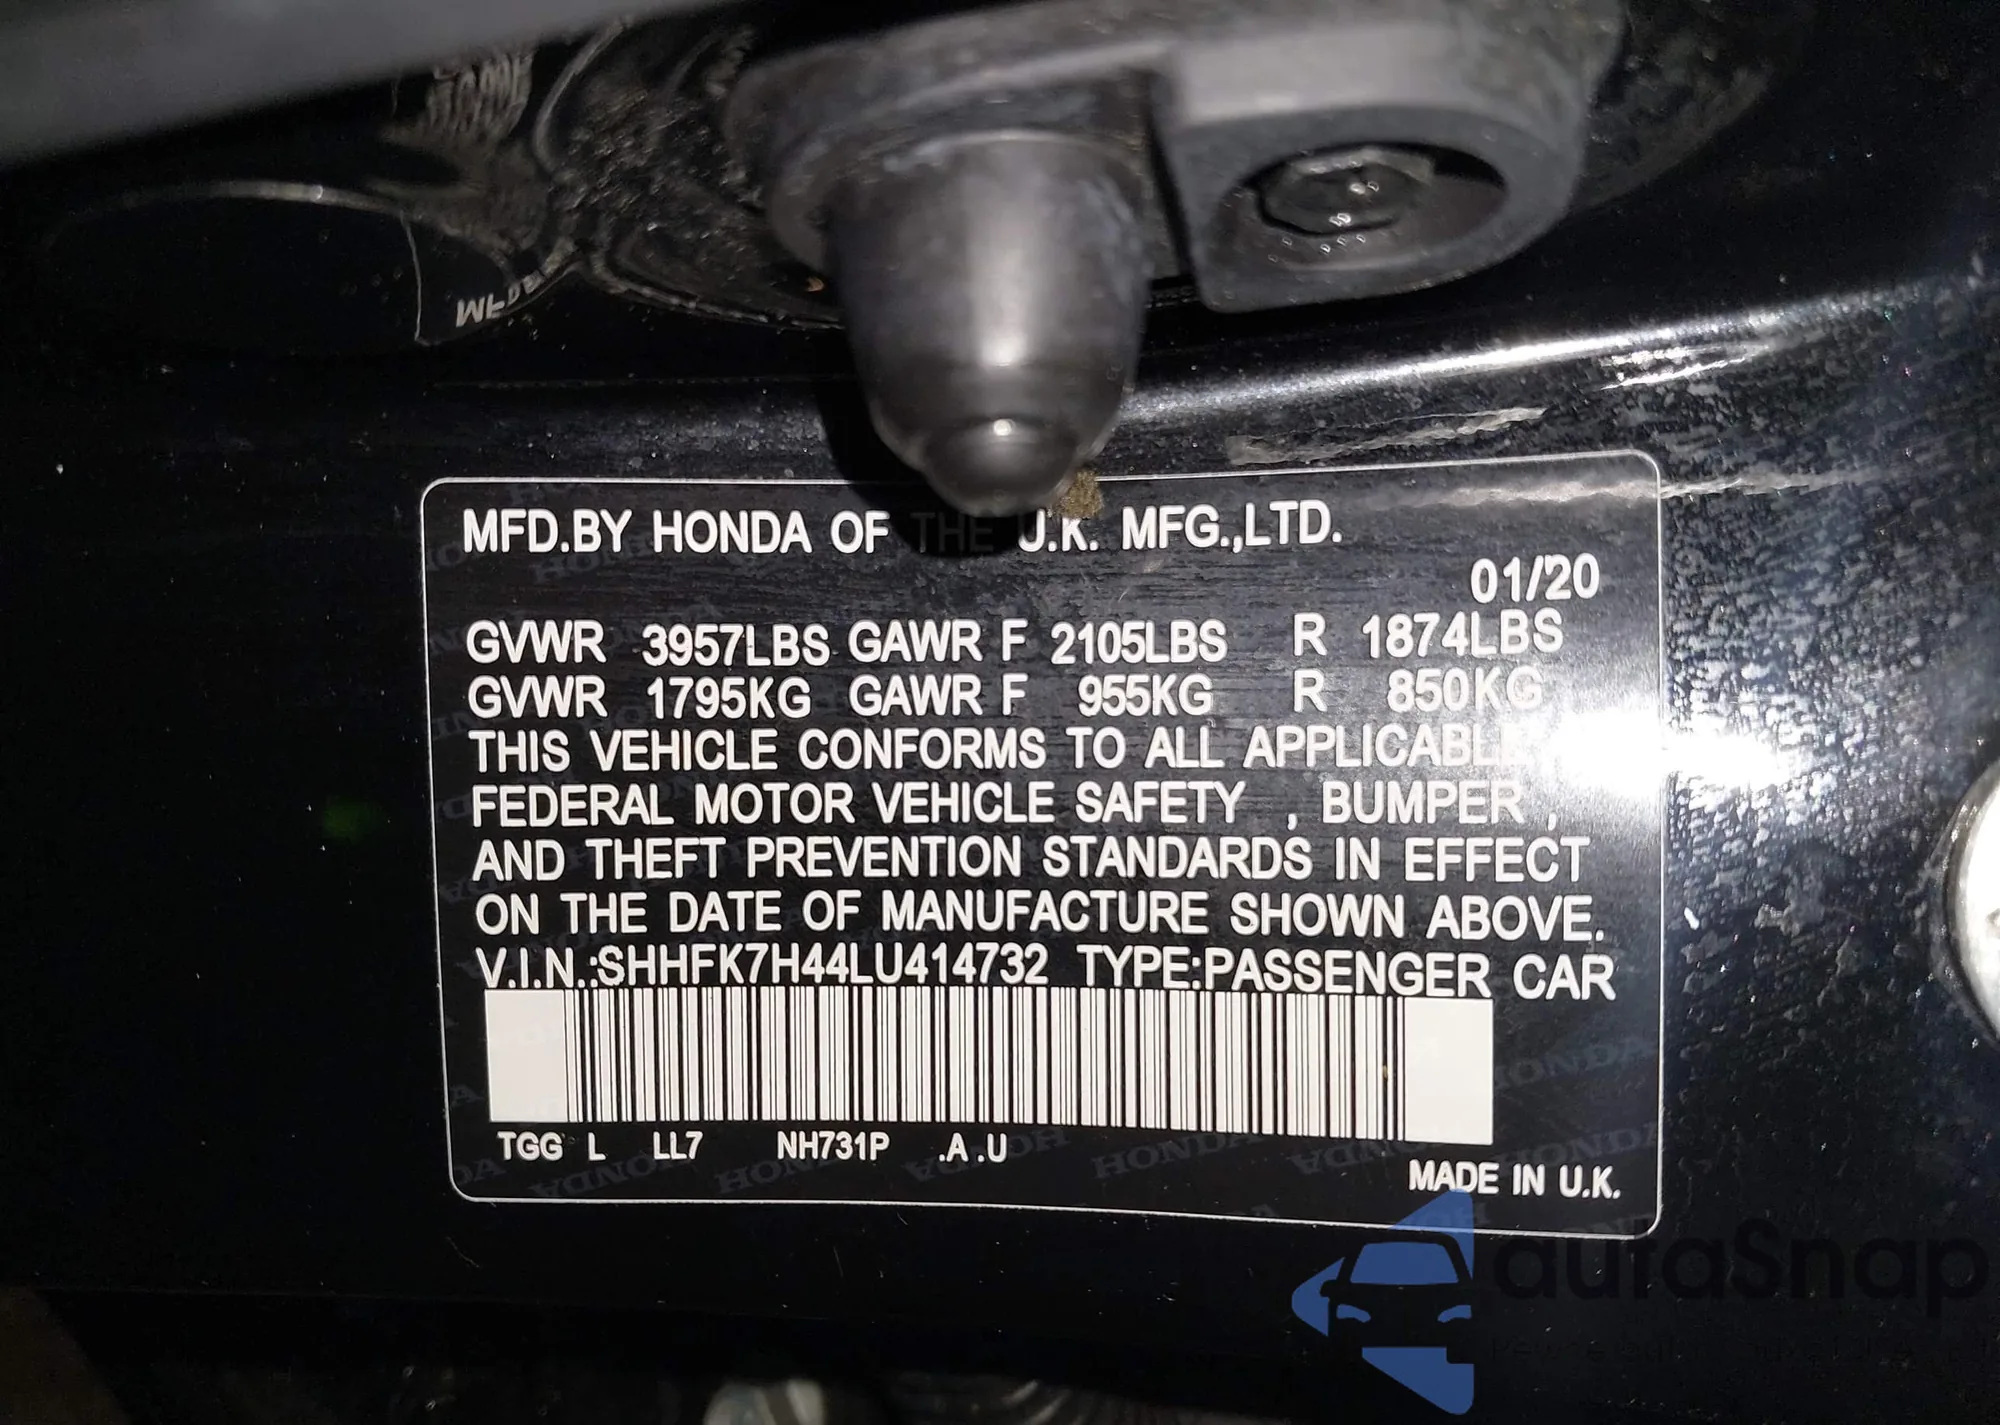 MFD.BY HONDA OF THE U.K. MFG.,LTD.
01/20
GVWR 3957LBS GAWR F 2105LBS R 1874LBS
GVWR 1795KG GAWR F 955KG R 850KG
THIS VEHICLE CONFORMS TO ALL APPLICABLE
FEDERAL MOTOR VEHICLE SAFETY , BUMPER ,
AND THEFT PREVENTION STANDARDS IN EFFECT
ON THE DATE OF MANUFACTURE SHOWN ABOVE.
V.I.N.:SHHFK7H44LU414732 TYPE:PASSENGER CAR
TGG L LL7 NH731P .A .U
MADE IN U.K.
autaSnap